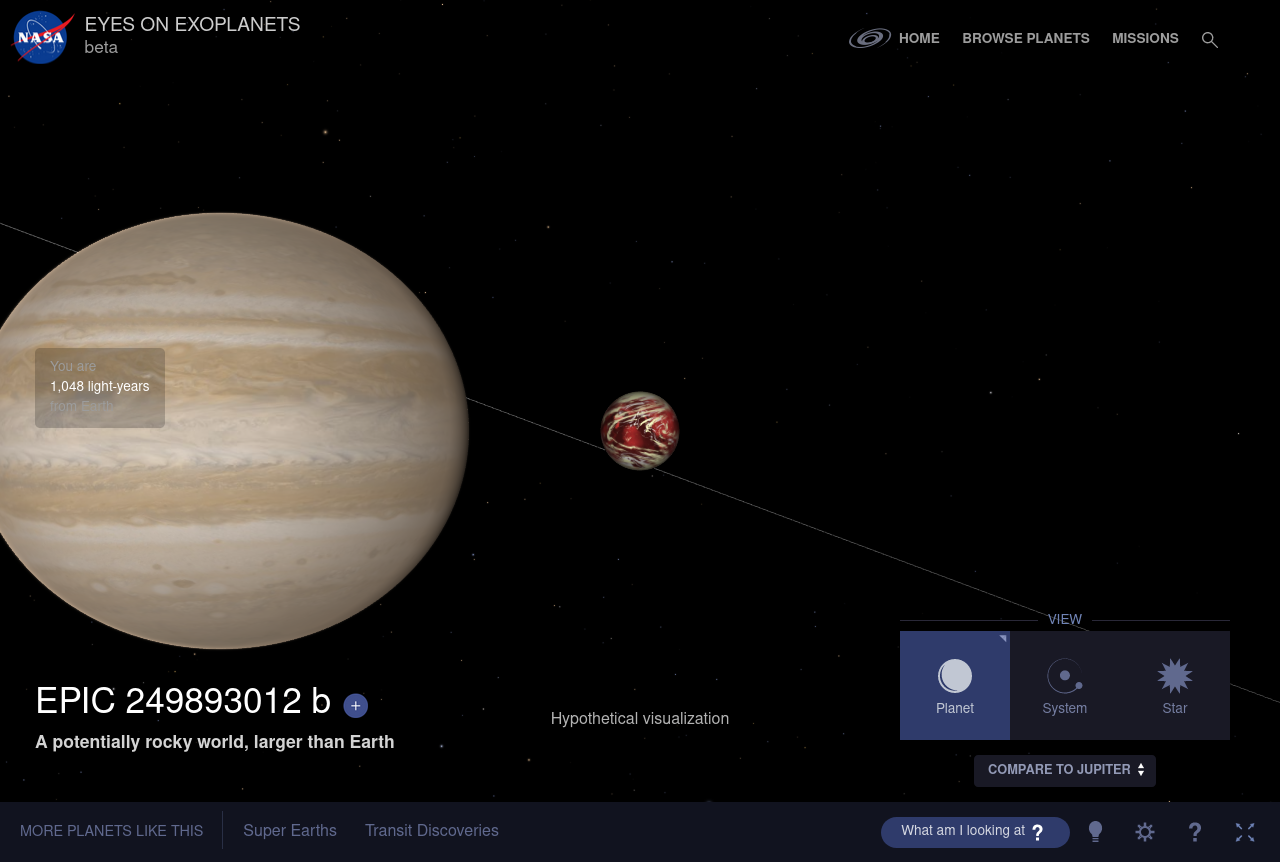 NASA
EYES ON EXOPLANETS
beta
HOME
BROWSE PLANETS
MISSIONS
You are
1,048 light-years
from Earth
EPIC 249893012 b
+
A potentially rocky world, larger than Earth
Hypothetical visualization
VIEW
Planet
System
Star
COMPARE TO JUPITER
MORE PLANETS LIKE THIS
Super Earths
Transit Discoveries
What am I looking at ?
?